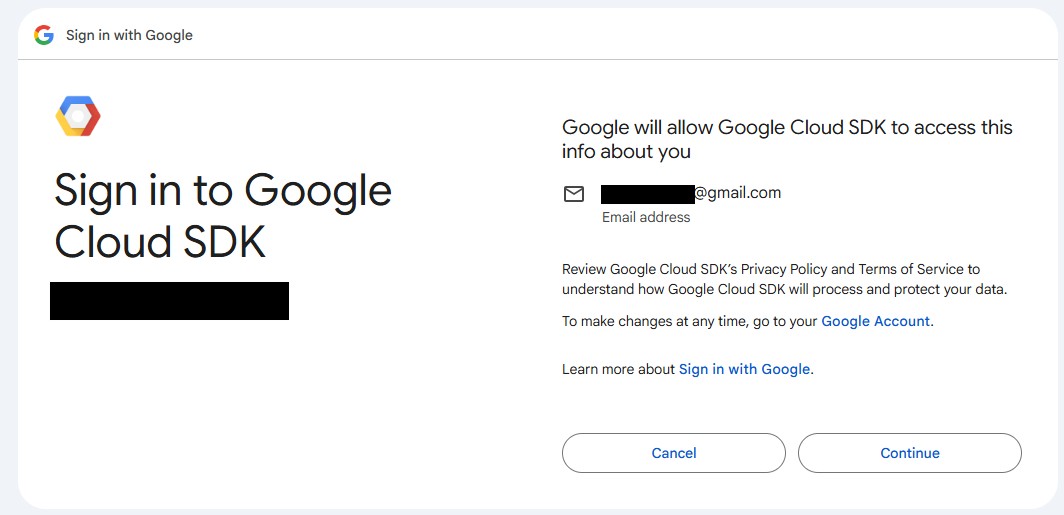 Sign in with Google
Sign in to Google
Cloud SDK
Google will allow Google Cloud SDK to access this
info about you
@gmail.com
Email address
Review Google Cloud SDK’s Privacy Policy and Terms of Service to
understand how Google Cloud SDK will process and protect your data.
To make changes at any time, go to your Google Account.
Learn more about Sign in with Google.
Cancel
Continue